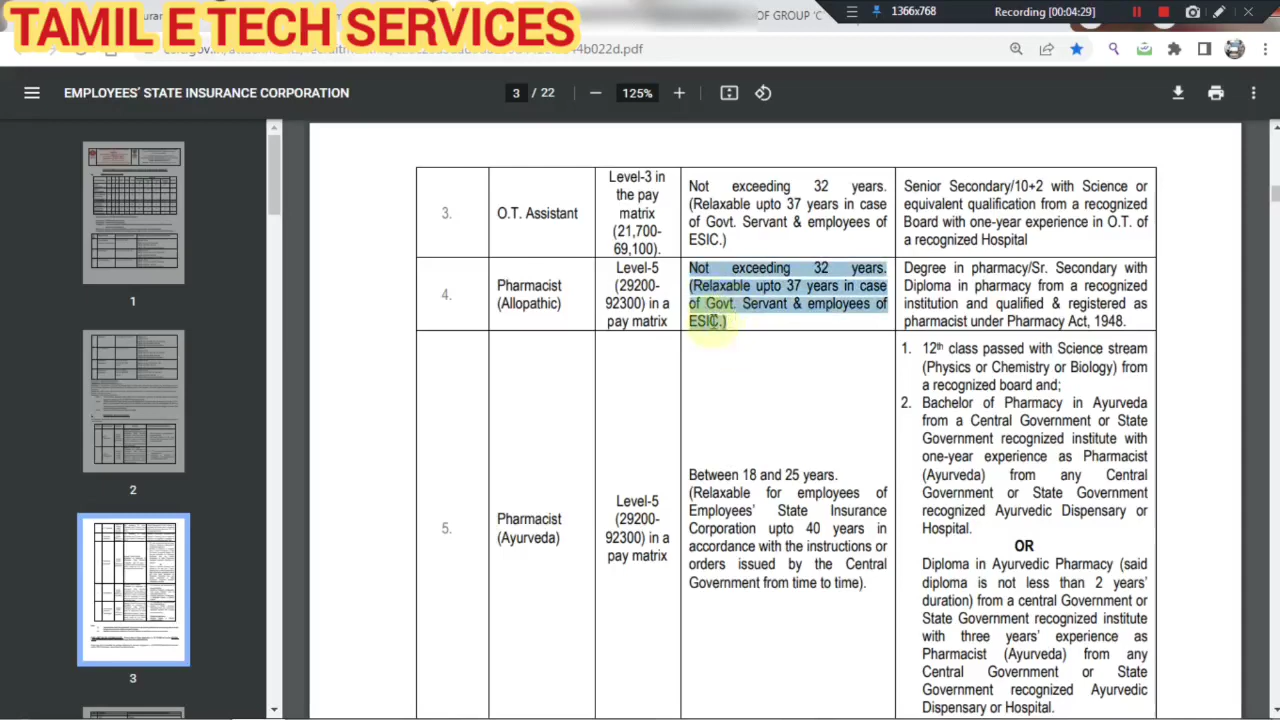 TAMIL E TECH SERVICES
OF GROUP 'C
1366x768
Recording [00:04:29]
b022d.pdf
EMPLOYEES' STATE INSURANCE CORPORATION
3 / 22
125%
1
2
3
3.
O.T. Assistant
Level-3 in
the pay
matrix
(21,700-
69,100).
Not exceeding 32 years.
(Relaxable upto 37 years in case
of Govt. Servant & employees of
ESIC.)
Senior Secondary/10+2 with Science or
equivalent qualification from a recognized
Board with one-year experience in O.T. of
a recognized Hospital
4.
Pharmacist
(Allopathic)
Level-5
(29200-
92300) in a
pay matrix
Not exceeding 32 years.
(Relaxable upto 37 years in case
of Govt. Servant & employees of
ESIC.)
Degree in pharmacy/Sr. Secondary with
Diploma in pharmacy from a recognized
institution and qualified & registered as
pharmacist under Pharmacy Act, 1948.
5.
Pharmacist
(Ayurveda)
Level-5
(29200-
92300) in a
pay matrix
Between 18 and 25 years.
(Relaxable for employees of
Employees' State Insurance
Corporation upto 40 years in
accordance with the instructions or
orders issued by the Central
Government from time to time).
1. 12th class passed with Science stream
(Physics or Chemistry or Biology) from
a recognized board and;
2. Bachelor of Pharmacy in Ayurveda
from a Central Government or State
Government recognized institute with
one-year experience as Pharmacist
(Ayurveda) from any Central
Government or State Government
recognized Ayurvedic Dispensary or
Hospital.
OR
Diploma in Ayurvedic Pharmacy (said
diploma is not less than 2 years'
duration) from a central Government or
State Government recognized institute
with three years' experience as
Pharmacist (Ayurveda) from any
Central Government or State
Government recognized Ayurvedic
Dispensary or Hospital.